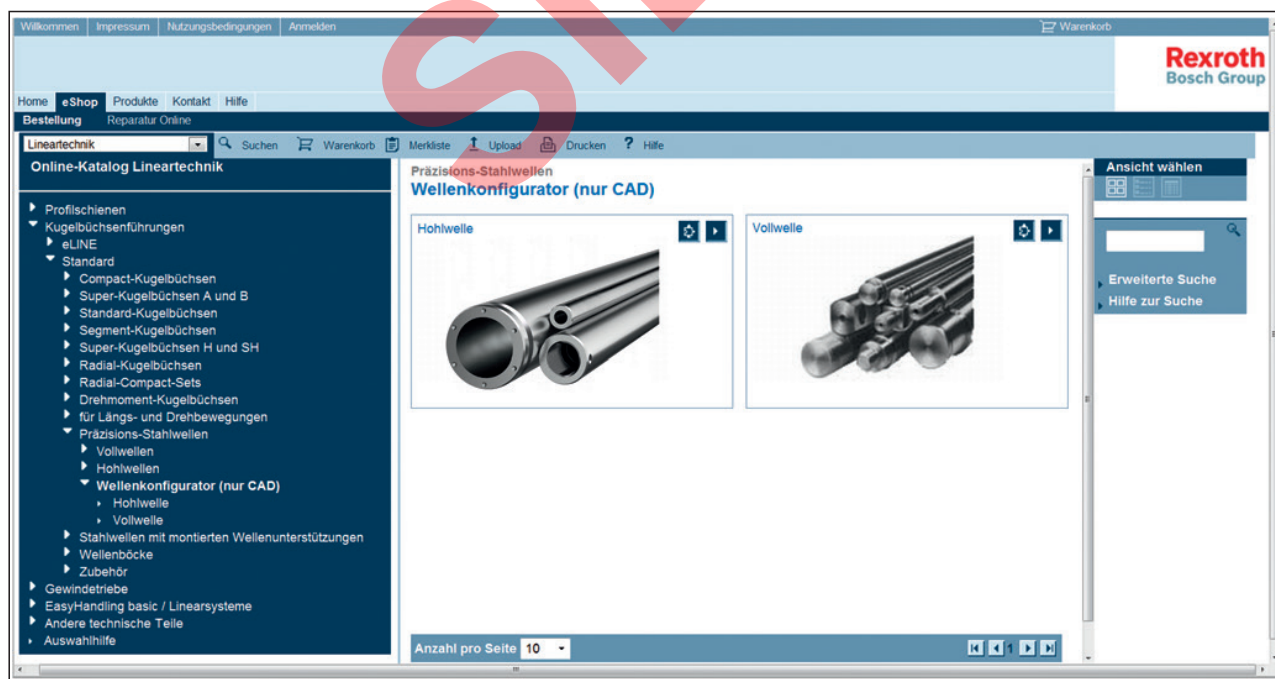 Willkommen Impressum Nutzungsbedingungen Anmelden Warenkorb
Rexroth
Bosch Group
Home eShop Produkte Kontakt Hilfe
Bestellung Reparatur Online
Lineartechnik Suchen Warenkorb Merkliste Upload Drucken ? Hilfe
Online-Katalog Lineartechnik
Profilschienen
Kugelbüchsenführungen
eLINE
Standard
Compact-Kugelbüchsen
Super-Kugelbüchsen A und B
Standard-Kugelbüchsen
Segment-Kugelbüchsen
Super-Kugelbüchsen H und SH
Radial-Kugelbüchsen
Radial-Compact-Sets
Drehmoment-Kugelbüchsen
für Längs- und Drehbewegungen
Präzisions-Stahlwellen
Vollwellen
Hohlwellen
Wellenkonfigurator (nur CAD)
Hohlwelle
Vollwelle
Stahlwellen mit montierten Wellenunterstützungen
Wellenböcke
Zubehör
Gewindetriebe
EasyHandling basic / Linearsysteme
Andere technische Teile
Auswahlhilfe
Präzisions-Stahlwellen
Wellenkonfigurator (nur CAD)
Hohlwelle
Vollwelle
Anzahl pro Seite 10 1
Ansicht wählen
Erweiterte Suche
Hilfe zur Suche